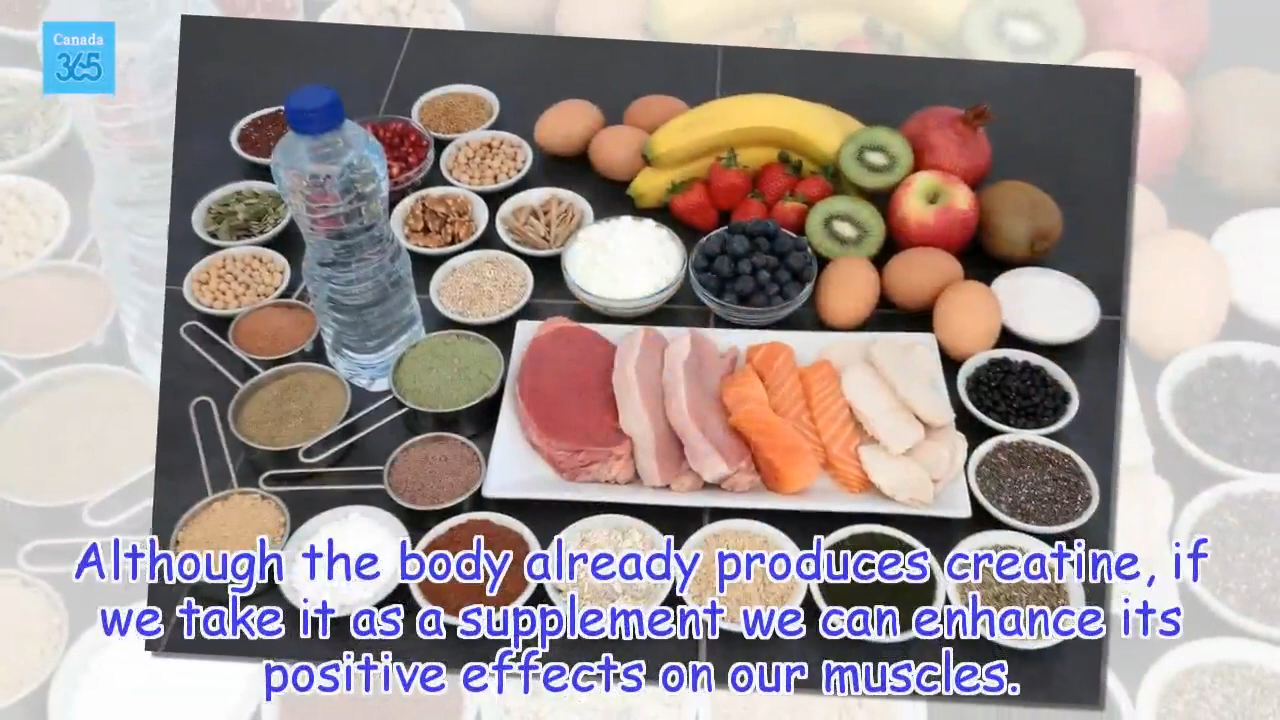 Canada
365
Although the body already produces creatine, if
we take it as a supplement we can enhance its
positive effects on our muscles.